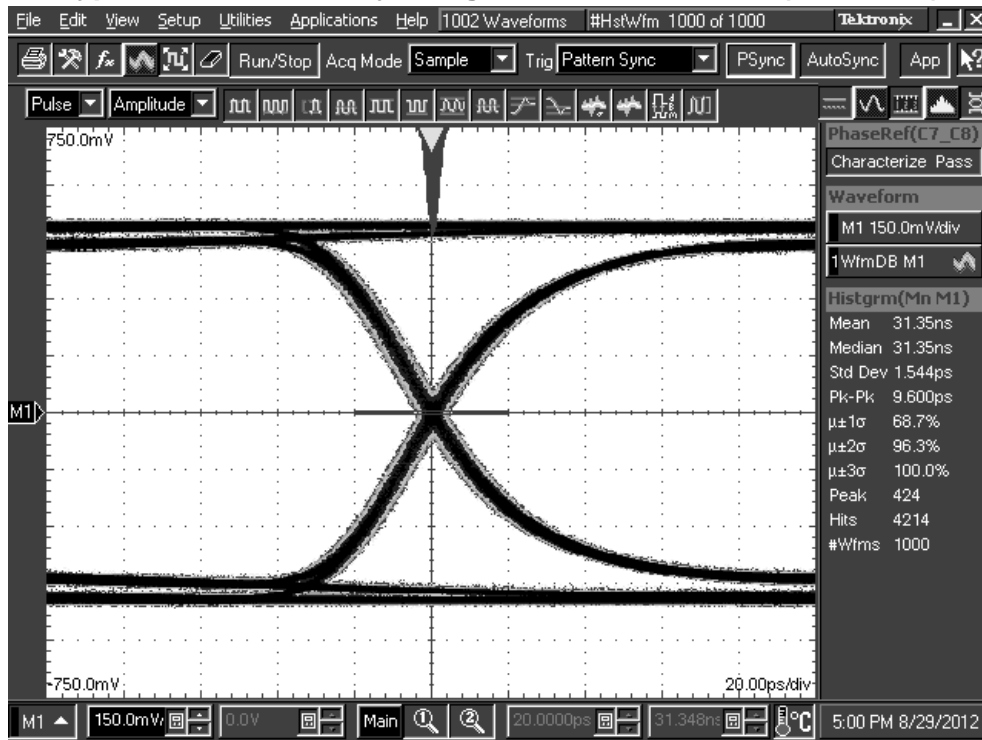 File Edit View Setup Utilities Applications Help 1002 Waveforms #HstWfm 1000 of 1000 Tektronix
Run/Stop Acq Mode Sample Trig Pattern Sync PSync AutoSync App
Pulse Amplitude
750.0mV
PhaseRef(C7_C8)
Characterize Pass
Waveform
M1 150.0mV/div
1WfmDB M1
Histgrm(Mn M1)
Mean 31.35ns
Median 31.35ns
Std Dev 1.544ps
Pk-Pk 9.600ps
μ±1σ 68.7%
M1
μ±2σ 96.3%
μ±3σ 100.0%
Peak 424
Hits 4214
#Wfms 1000
-750.0mV 20.00ps/div
M1 150.0mV/ 0.0V Main 1 2 20.0000ps 31.348ns °C 5:00 PM 8/29/2012